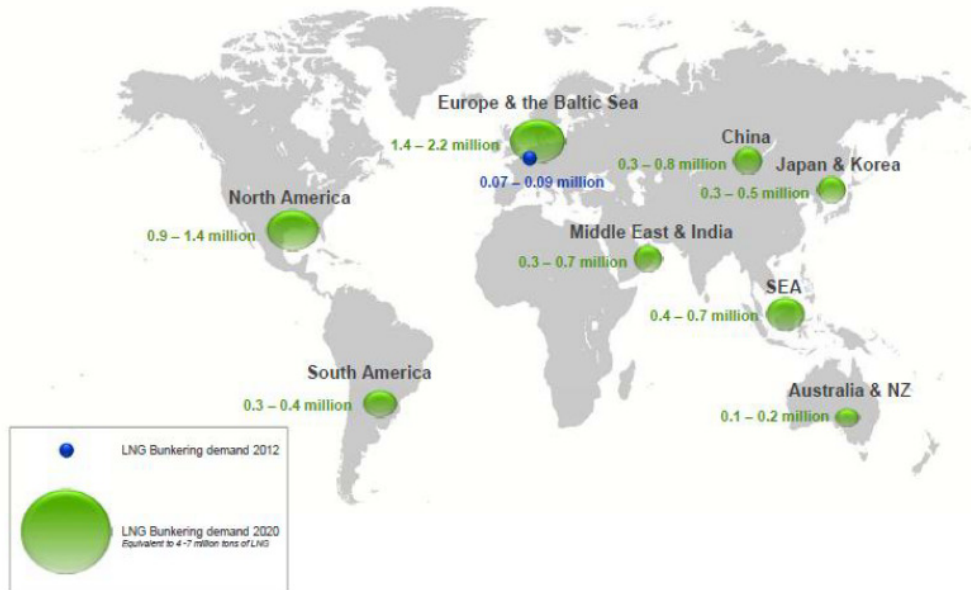 Europe & the Baltic Sea
1.4 – 2.2 million
0.07 – 0.09 million
China
0.3 – 0.8 million
Japan & Korea
0.3 – 0.5 million
North America
0.9 – 1.4 million
Middle East & India
0.3 – 0.7 million
SEA
0.4 – 0.7 million
South America
0.3 – 0.4 million
Australia & NZ
0.1 – 0.2 million
LNG Bunkering demand 2012
LNG Bunkering demand 2020
Equivalent to 4 -7 million tons of LNG